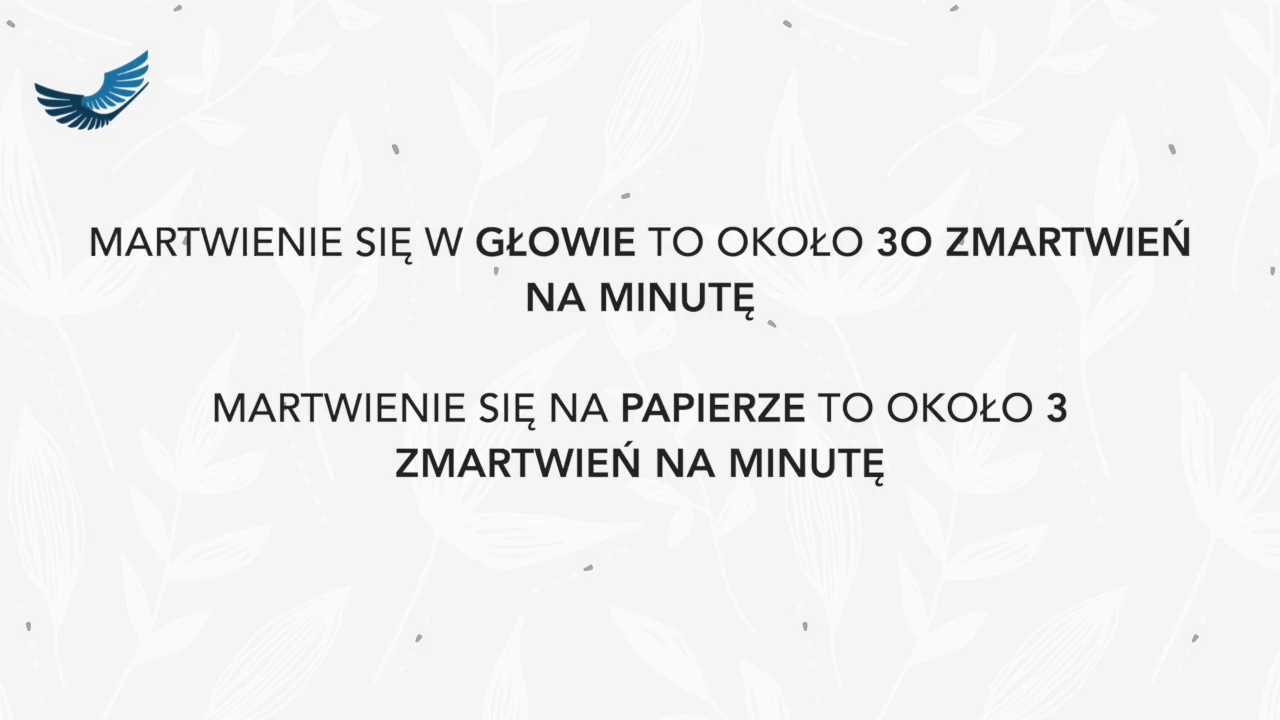 MARTWIENIE SIĘ W GŁOWIE TO OKOŁO 3O ZMARTWIEŃ
NA MINUTĘ
MARTWIENIE SIĘ NA PAPIERZE TO OKOŁO 3
ZMARTWIEŃ NA MINUTĘ